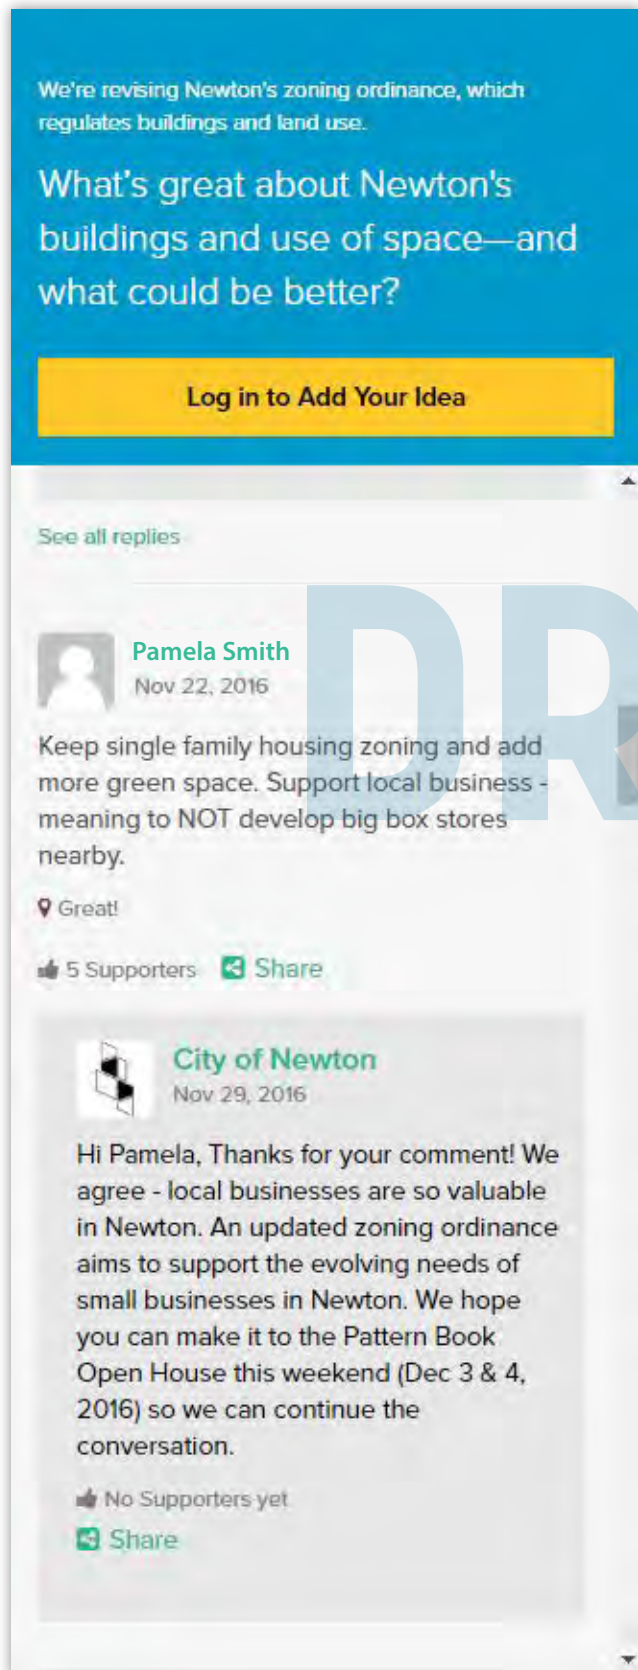 We're revising Newton's zoning ordinance, which
regulates buildings and land use.
What's great about Newton's
buildings and use of space—and
what could be better?
Log in to Add Your Idea
See all replies
Pamela Smith
Nov 22, 2016
Keep single family housing zoning and add
more green space. Support local business -
meaning to NOT develop big box stores
nearby.
Great!
5 Supporters Share
City of Newton
Nov 29, 2016
Hi Pamela, Thanks for your comment! We
agree - local businesses are so valuable
in Newton. An updated zoning ordinance
aims to support the evolving needs of
small businesses in Newton. We hope
you can make it to the Pattern Book
Open House this weekend (Dec 3 & 4,
2016) so we can continue the
conversation.
No Supporters yet
Share
DR